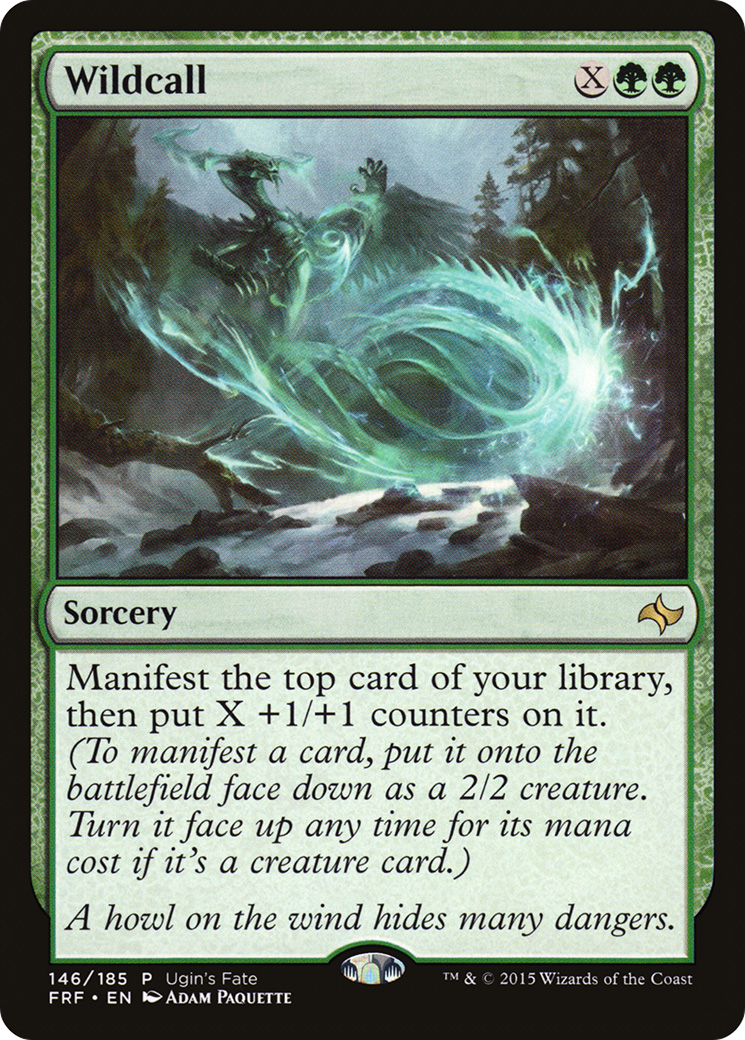 Wildcall X
Sorcery
Manifest the top card of your library,
then put X +1/+1 counters on it.
(To manifest a card, put it onto the
battlefield face down as a 2/2 creature.
Turn it face up any time for its mana
cost if it's a creature card.)
A howl on the wind hides many dangers.
146/185 P Ugin's Fate
FRF • EN ADAM PAQUETTE
™ & © 2015 Wizards of the Coast